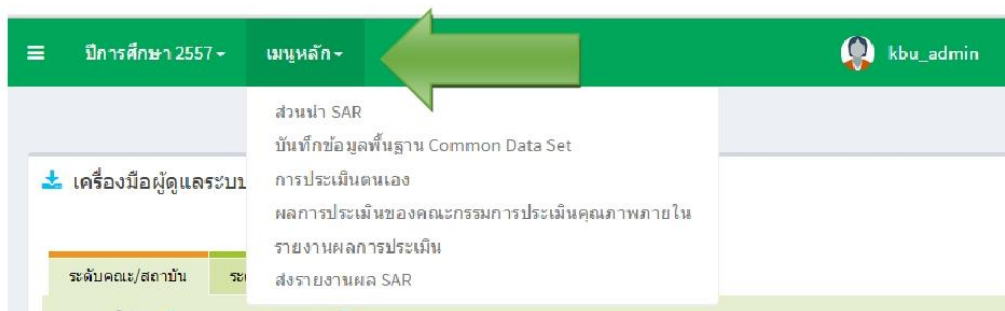 ปีการศึกษา 2557 เมนูหลัก kbu_admin
ส่วนนำ SAR
บันทึกข้อมูลพื้นฐาน Common Data Set
เครื่องมือผู้ดูแลระบบ การประเมินตนเอง
ผลการประเมินของคณะกรรมการประเมินคุณภาพภายใน
รายงานผลการประเมิน
ระดับคณะ/สถาบัน ส่งรายงานผล SAR